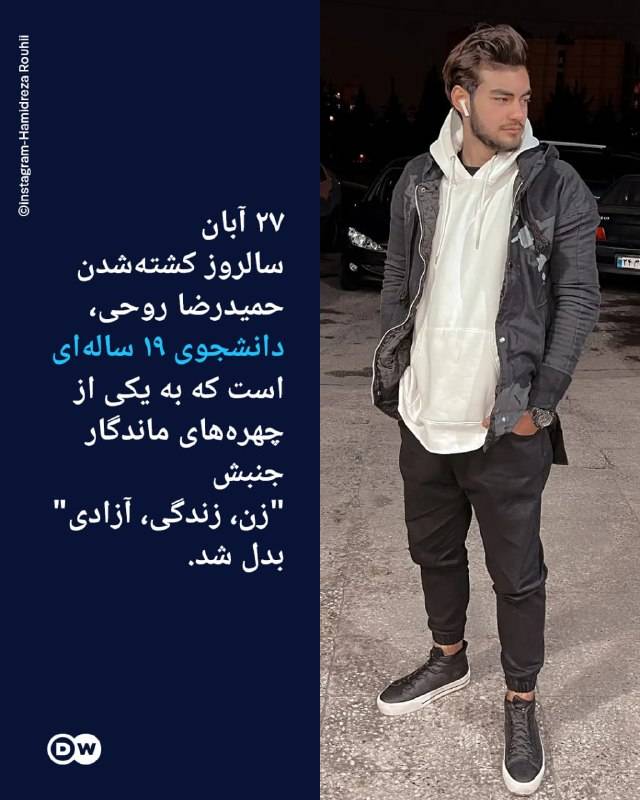 ©Instagram-Hamidreza Rouhii
۲۷ آبان
سالروز کشته‌شدن
حمیدرضا روحی،
دانشجوی ۱۹ ساله‌ای
است که به یکی از
چهره‌های ماندگار
جنبش
"زن، زندگی، آزادی"
بدل شد.
DW